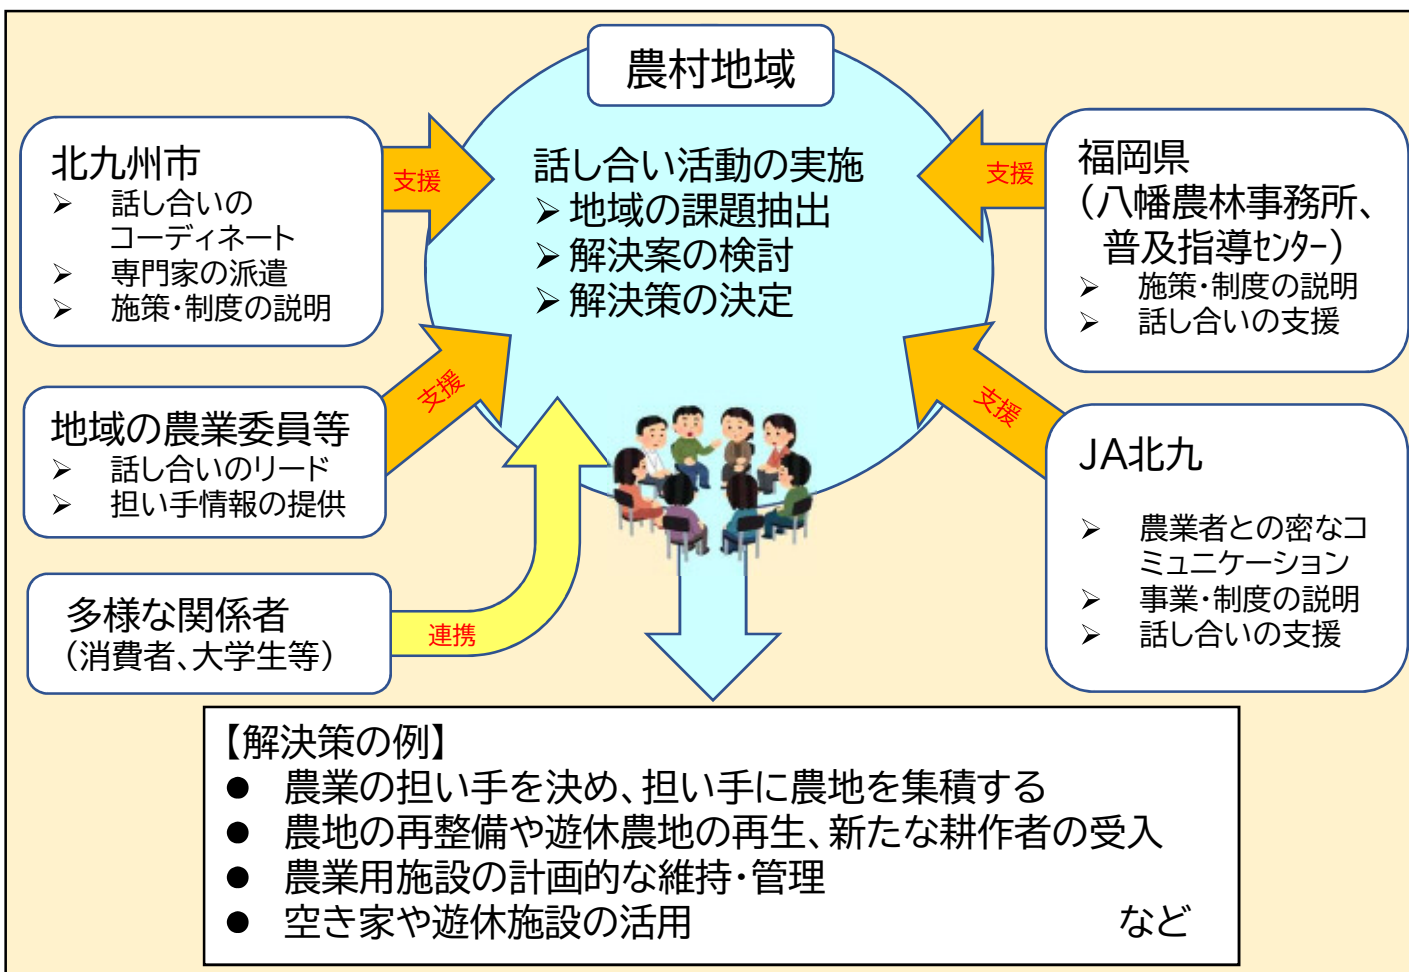 農村地域
話し合い活動の実施
➢ 地域の課題抽出
➢ 解決案の検討
➢ 解決策の決定
北九州市
➢ 話し合いの
コーディネート
➢ 専門家の派遣
➢ 施策・制度の説明
支援
地域の農業委員等
➢ 話し合いのリード
➢ 担い手情報の提供
支援
多様な関係者
（消費者、大学生等）
連携
福岡県
（八幡農林事務所、
普及指導ｾﾝﾀｰ）
➢ 施策・制度の説明
➢ 話し合いの支援
支援
JA北九
➢ 農業者との密なコ
ミュニケーション
➢ 事業・制度の説明
➢ 話し合いの支援
支援
【解決策の例】
● 農業の担い手を決め、担い手に農地を集積する
● 農地の再整備や遊休農地の再生、新たな耕作者の受入
● 農業用施設の計画的な維持・管理
● 空き家や遊休施設の活用 など